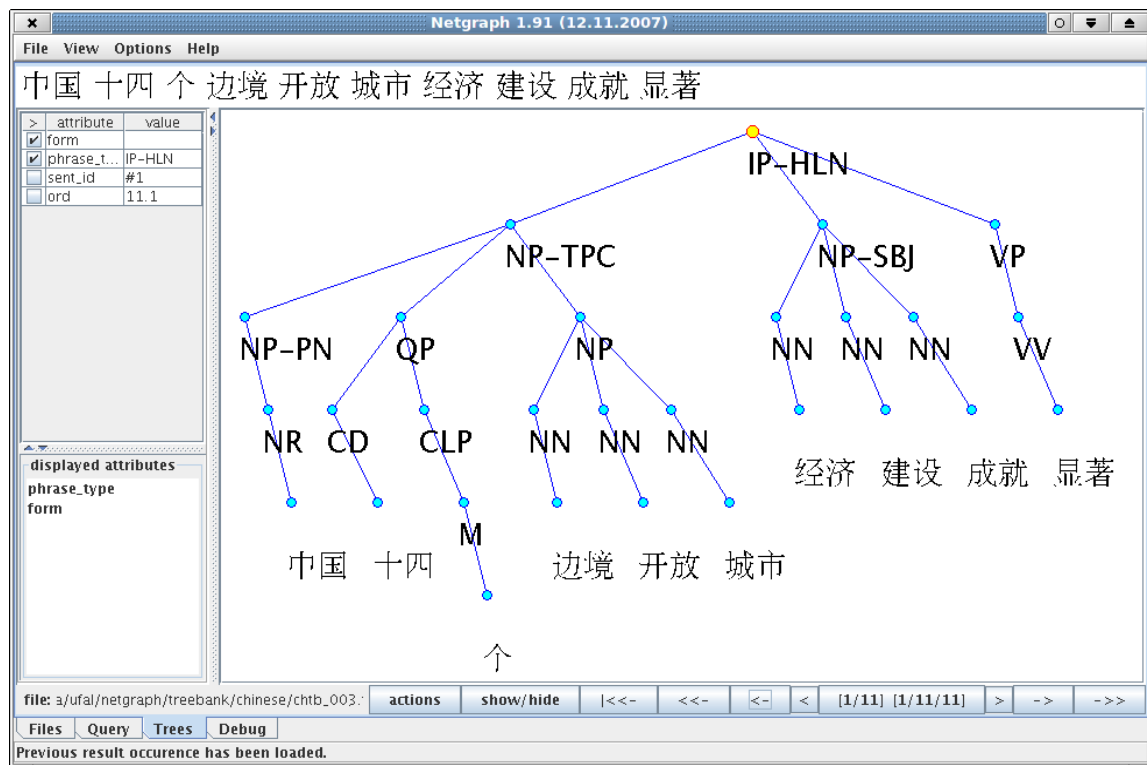 Netgraph 1.91 (12.11.2007)
File View Options Help
中国 十四 个 边境 开放 城市 经济 建设 成就 显著
> attribute value
form
phrase_t... IP-HLN
sent_id #1
ord 11.1
IP-HLN
NP-TPC NP-SBJ VP
NP-PN QP NP NN NN NN VV
NR CD CLP NN NN NN
经济 建设 成就 显著
displayed attributes
phrase_type
form
M
中国 十四 边境 开放 城市
个
file: a/ufal/netgraph/treebank/chinese/chtb_003. actions show/hide |<<- <<- <- < [1/11] [1/11/11] > -> ->>
Files Query Trees Debug
Previous result occurence has been loaded.